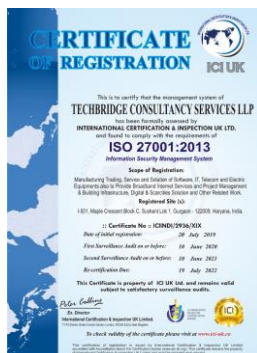 CERTIFICATE
OF REGISTRATION
ICI UK
This is to certify that the management system of
TECHBRIDGE CONSULTANCY SERVICES LLP
has been formally assessed by
INTERNATIONAL CERTIFICATION & INSPECTION UK LTD.
and found to comply with the requirements of
ISO 27001:2013
Information Security Management System
Scope of Registration:
Manufacturing Trading, Service and Solution of Software, IT, Telecom and Electric
Equipments also to Provide Broadband Internet Services and Project Management
& Building Infrastructure, Digital & Scanziles Solution and Other Related Work.
Registered Site (s):
I-501, Maple Crescent Block C, Sushant Lok 1, Gurgaon - 122009, Haryana, India.
:: Certificate No :: ICIINDI/2936/XIX
Date of initial registration: 20 July 2019
First Surveillance Audit on or before: 19 June 2020
Second Surveillance Audit on or before: 19 June 2021
Re-certification Due: 19 July 2022
This Certificate is property of ICI UK Ltd. and remains valid
subject to satisfactory surveillance audits.
Peter Collins
Ex. Director
International Certification & Inspection UK Limited
ICI
To check validity of the certificate please visit at www.ici-uk.co